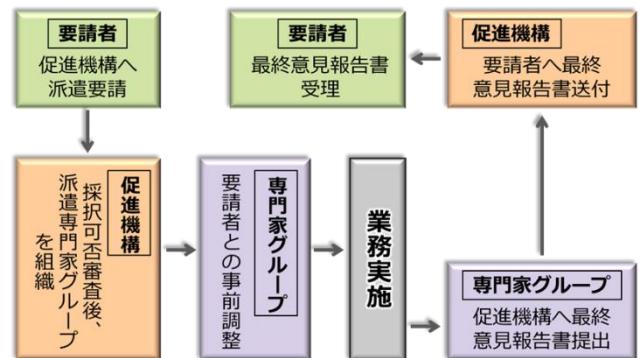 要請者
促進機構へ
派遣要請
促進機構
採択可否審査後、
派遣専門家グループ
を組織
専門家グループ
要請者との事前調整
業務実施
専門家グループ
促進機構へ最終
意見報告書提出
促進機構
要請者へ最終
意見報告書送付
要請者
最終意見報告書
受理